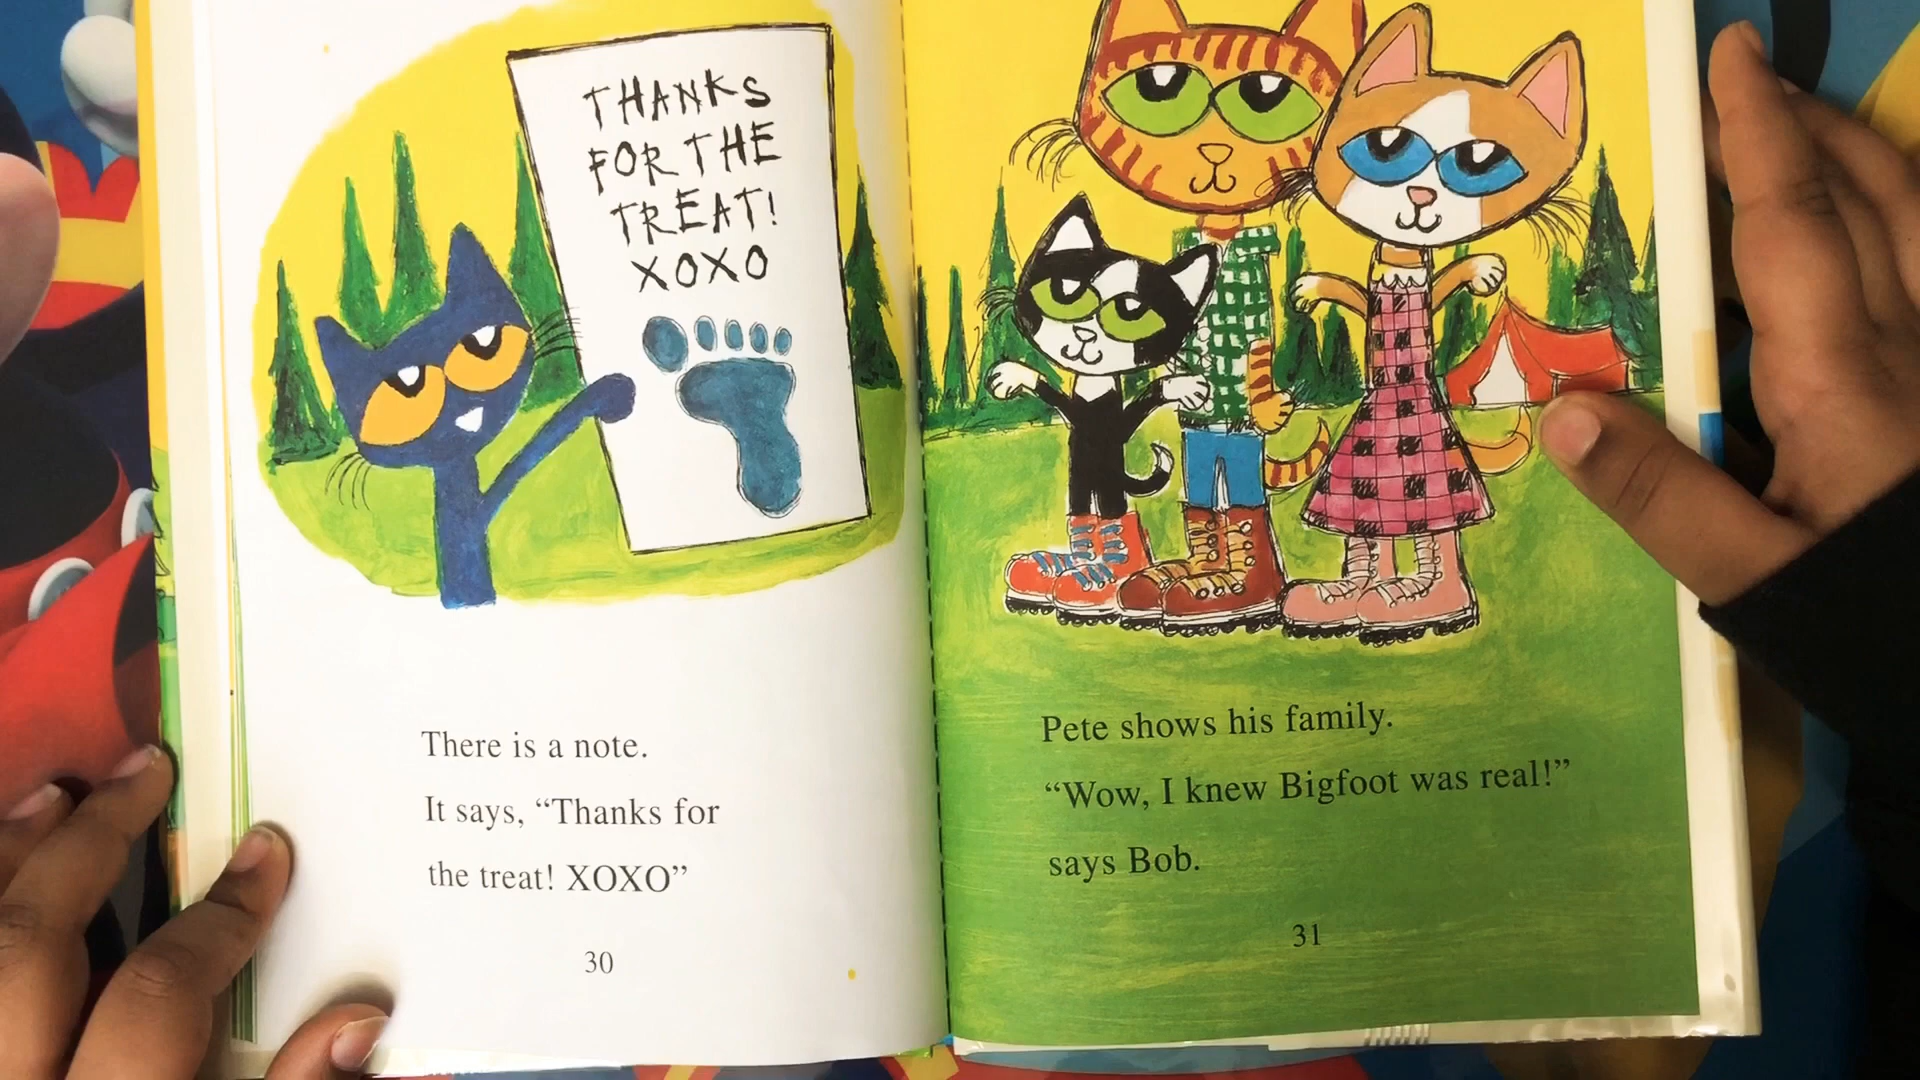 THANKS
FOR THE
TREAT!
XOXO
There is a note.
It says, “Thanks for
the treat! XOXO”
30
Pete shows his family.
“Wow, I knew Bigfoot was real!”
says Bob.
31